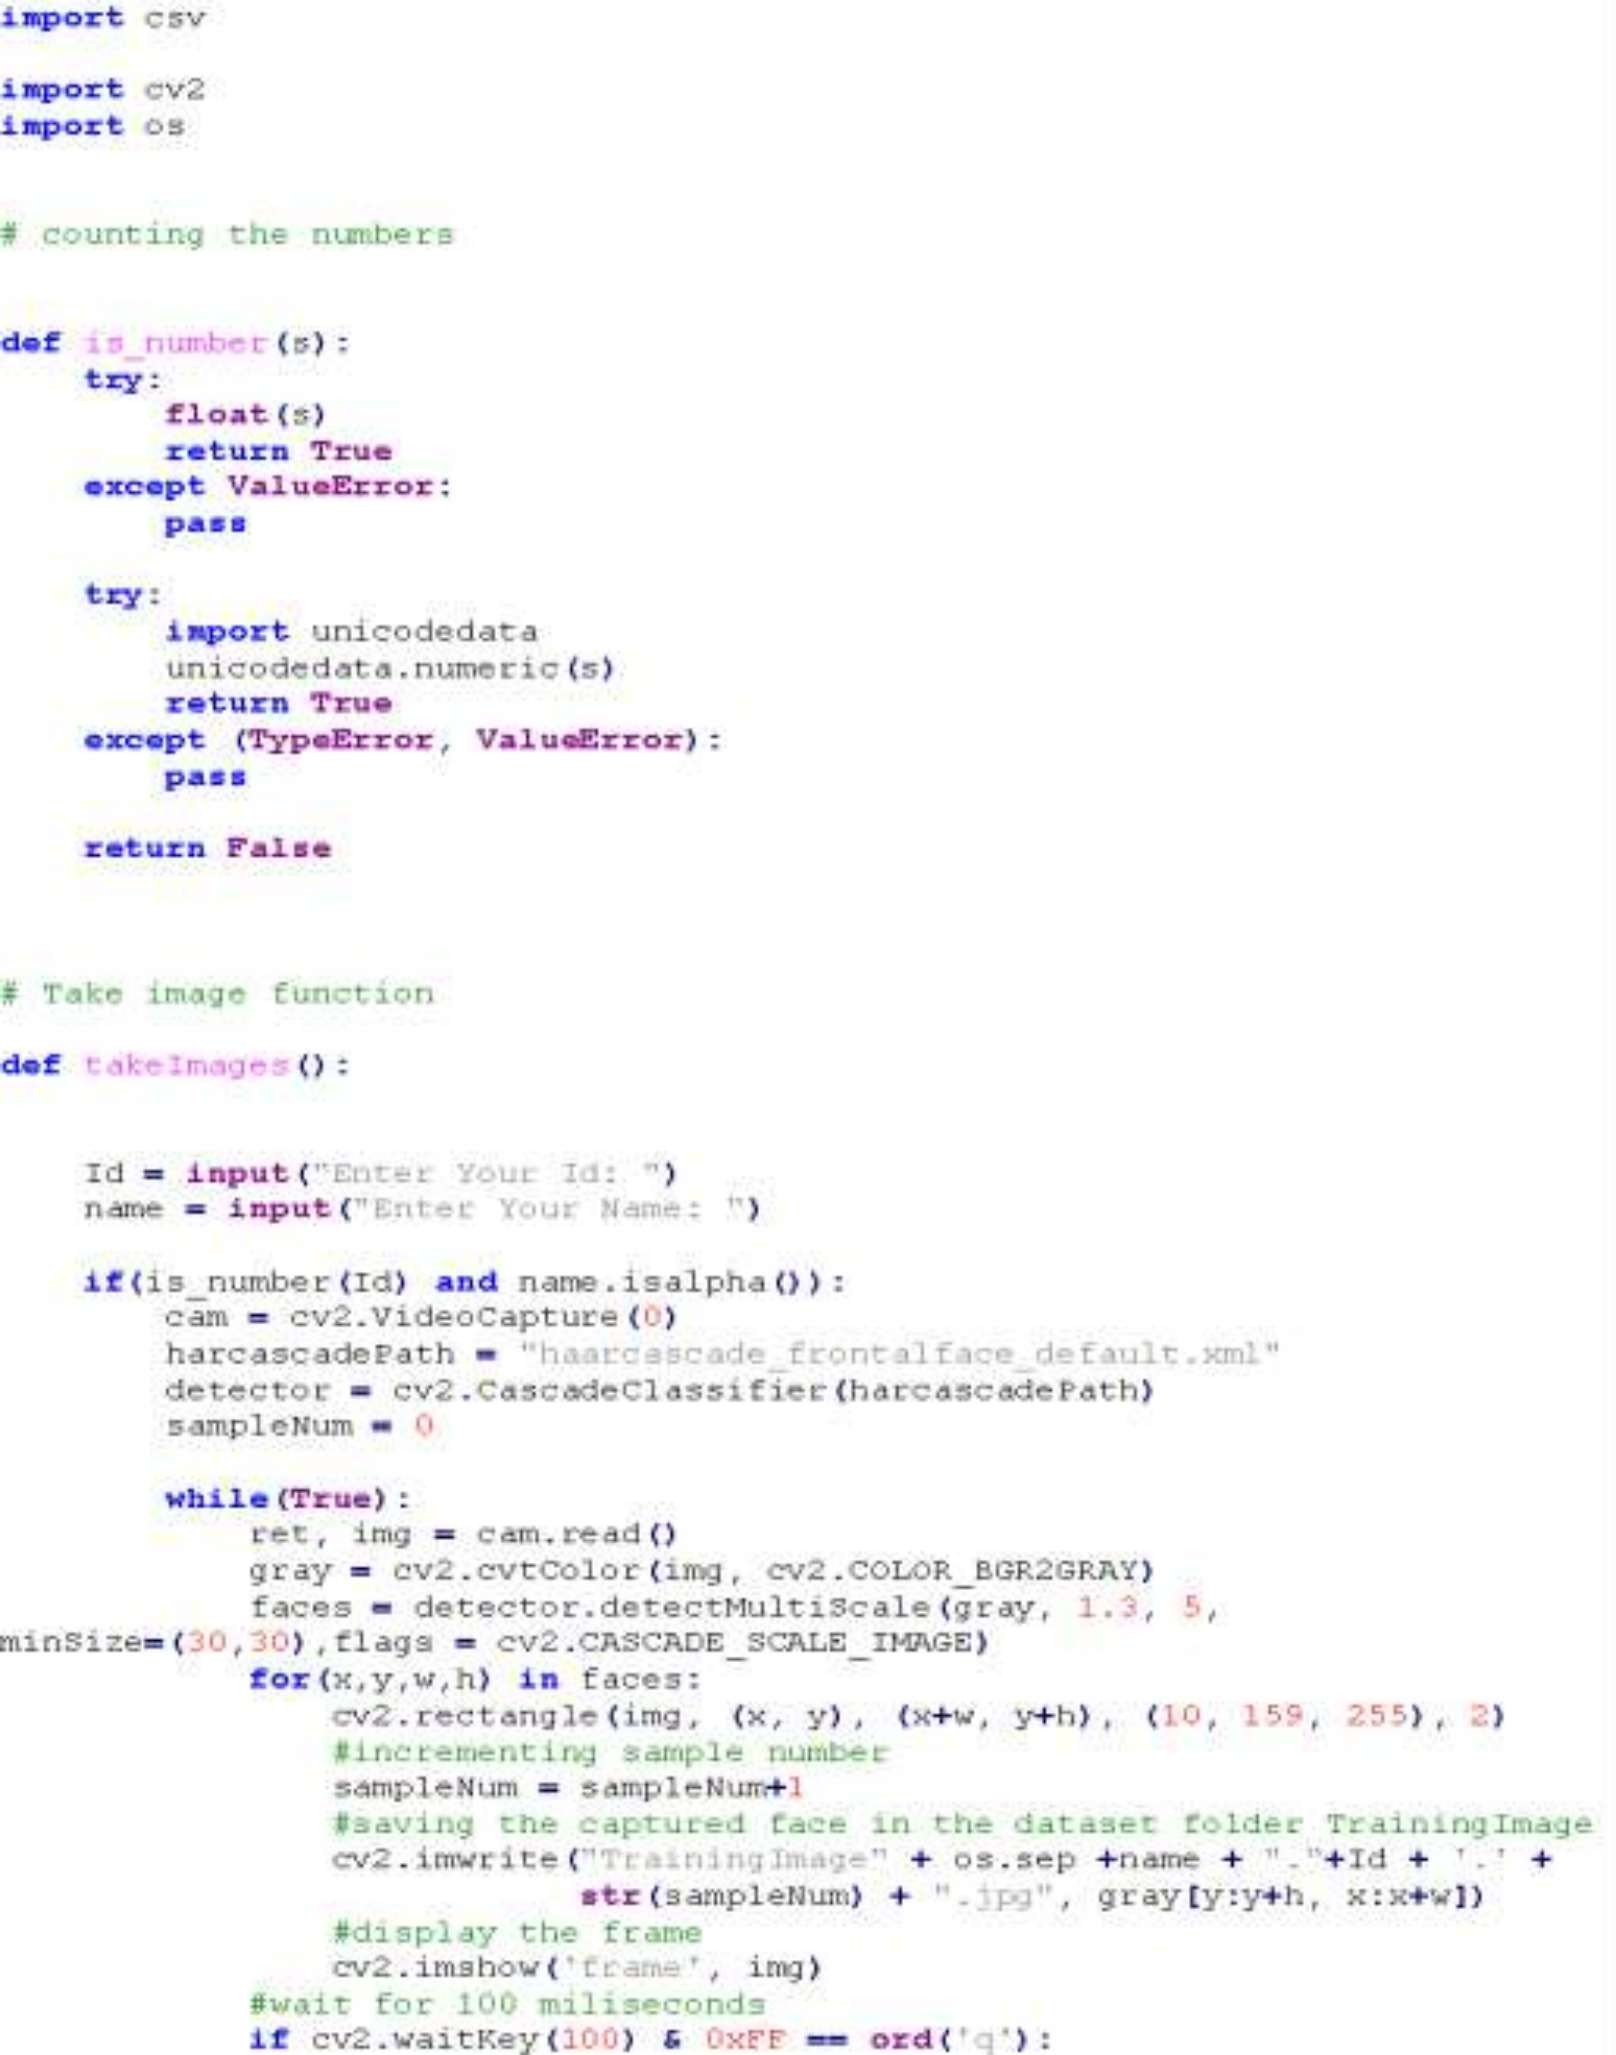 import csv
import cv2
import os
# counting the numbers
def is_number(s):
    try:
        float(s)
        return True
    except ValueError:
        pass
    try:
        import unicodedata
        unicodedata.numeric(s)
        return True
    except (TypeError, ValueError):
        pass
    return False
# Take image function
def takeImages():
    Id = input("Enter Your Id: ")
    name = input("Enter Your Name: ")
    if(is_number(Id) and name.isalpha()):
        cam = cv2.VideoCapture(0)
        harcascadePath = "haarcascade_frontalface_default.xml"
        detector = cv2.CascadeClassifier(harcascadePath)
        sampleNum = 0
        while(True):
            ret, img = cam.read()
            gray = cv2.cvtColor(img, cv2.COLOR_BGR2GRAY)
            faces = detector.detectMultiScale(gray, 1.3, 5,
minSize=(30,30),flags = cv2.CASCADE_SCALE_IMAGE)
            for(x,y,w,h) in faces:
                cv2.rectangle(img, (x, y), (x+w, y+h), (10, 159, 255), 2)
                #incrementing sample number
                sampleNum = sampleNum+1
                #saving the captured face in the dataset folder TrainingImage
                cv2.imwrite("TrainingImage" + os.sep +name + "."+Id + '.' +
                            str(sampleNum) + ".jpg", gray[y:y+h, x:x+w])
                #display the frame
                cv2.imshow('frame', img)
            #wait for 100 miliseconds
            if cv2.waitKey(100) & 0xFF == ord('q'):